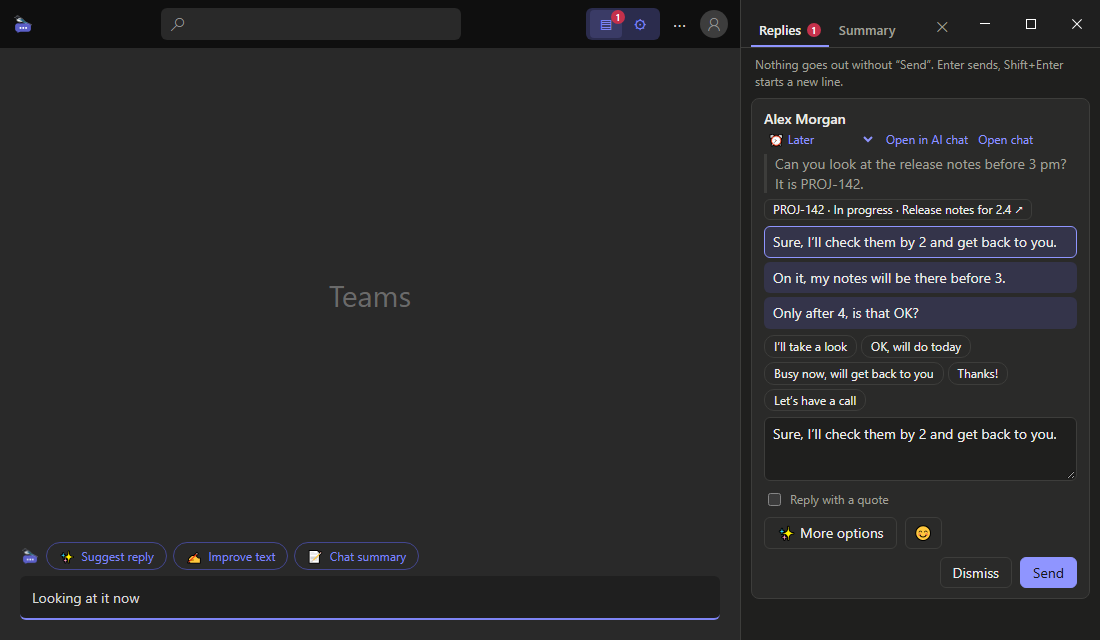 1
Replies 1
Summary
Nothing goes out without “Send”. Enter sends, Shift+Enter
starts a new line.
Alex Morgan
Later
Open in AI chat
Open chat
Can you look at the release notes before 3 pm?
It is PROJ-142.
PROJ-142 · In progress · Release notes for 2.4 ↗
Sure, I’ll check them by 2 and get back to you.
On it, my notes will be there before 3.
Only after 4, is that OK?
I’ll take a look
OK, will do today
Busy now, will get back to you
Thanks!
Let’s have a call
Sure, I’ll check them by 2 and get back to you.
Reply with a quote
More options
Dismiss
Send
Teams
Suggest reply
Improve text
Chat summary
Looking at it now